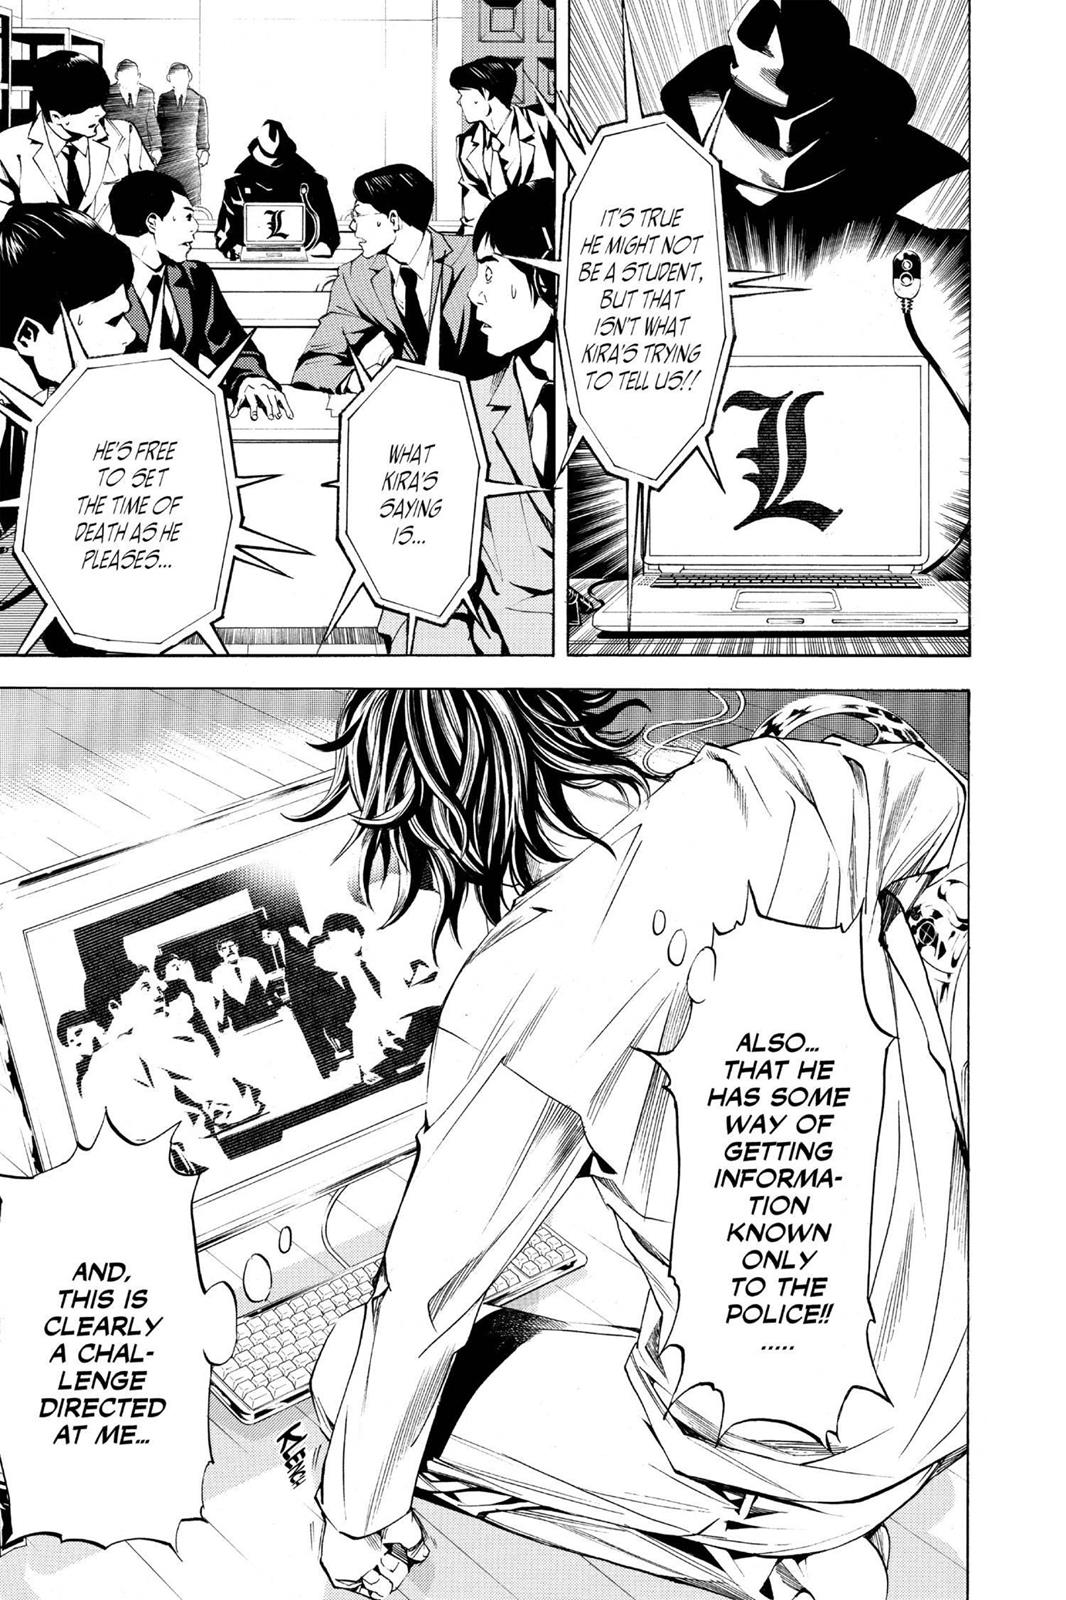 IT'S TRUE
HE MIGHT NOT
BE A STUDENT,
BUT THAT
ISN'T WHAT
KIRA'S TRYING
TO TELL US!!
L
L
WHAT
KIRA'S
SAYING
IS...
HE'S FREE
TO SET
THE TIME OF
DEATH AS HE
PLEASES...
ALSO...
THAT HE
HAS SOME
WAY OF
GETTING
INFORMA-
TION
KNOWN
ONLY
TO THE
POLICE!!
.....
AND,
THIS IS
CLEARLY
A CHAL-
LENGE
DIRECTED
AT ME...
KLENCH